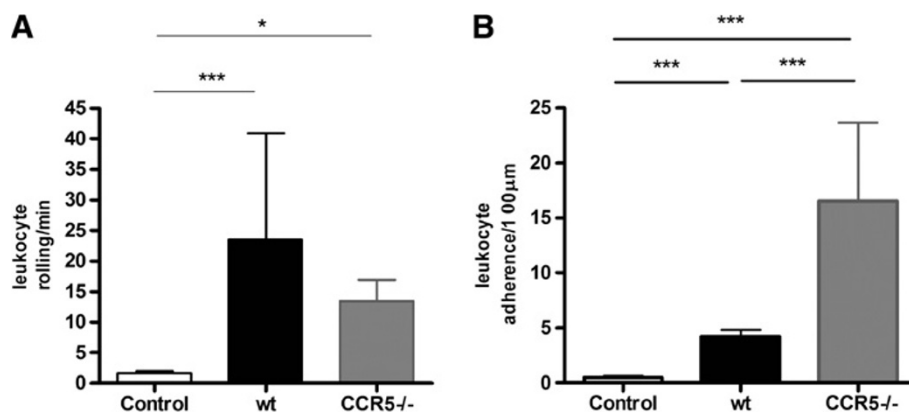 A
*
***
45
40
35
30
25
20
15
10
5
0
leukocyte
rolling/min
Control wt CCR5-/-
B
***
*** ***
25
20
15
10
5
0
leukocyte
adherence/1 00µm
Control wt CCR5-/-